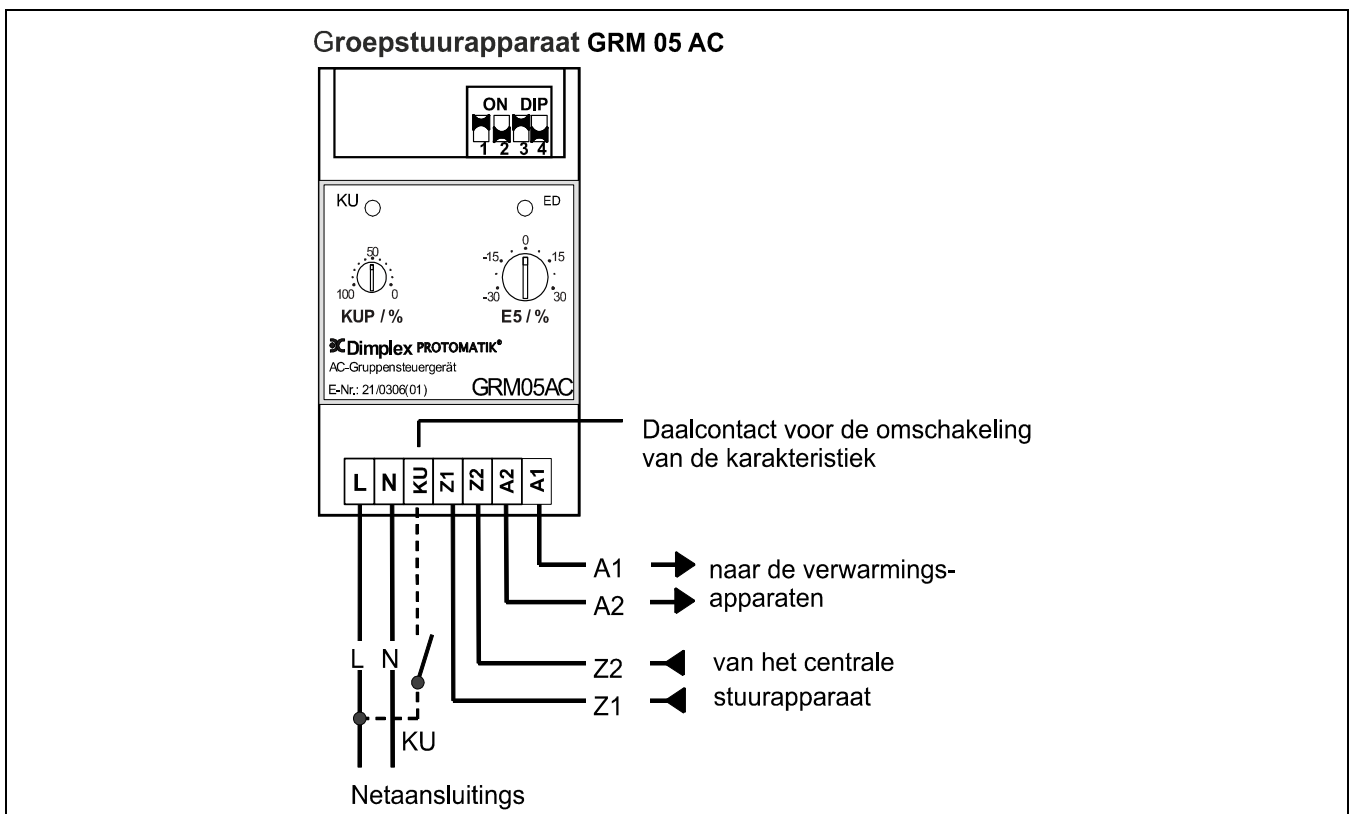 Groepstuurapparaat GRM 05 AC
ON DIP
1 2 3 4
KU
ED
50
100 0
KUP / %
0
-15 15
-30 30
E5 / %
Dimplex PROTOMATIK®
AC-Gruppensteuergerät
E-Nr.: 21/0306(01) GRM05AC
Daalcontact voor de omschakeling
van de karakteristiek
L N KU Z1 Z2 A2 A1
A1 naar de verwarmings-
A2 apparaten
L N
Z2 van het centrale
Z1 stuurapparaat
KU
Netaansluitings